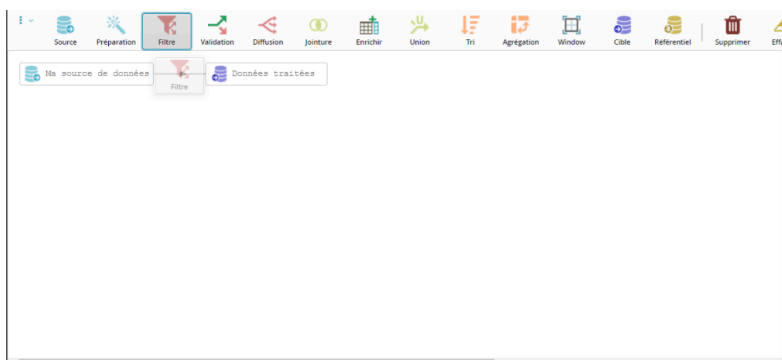 Source Préparation Filtre Validation Diffusion Jointure Enrichir Union Tri Agrégation Window Cible Référentiel Supprimer
Ma source de données Données traitées
Filtre